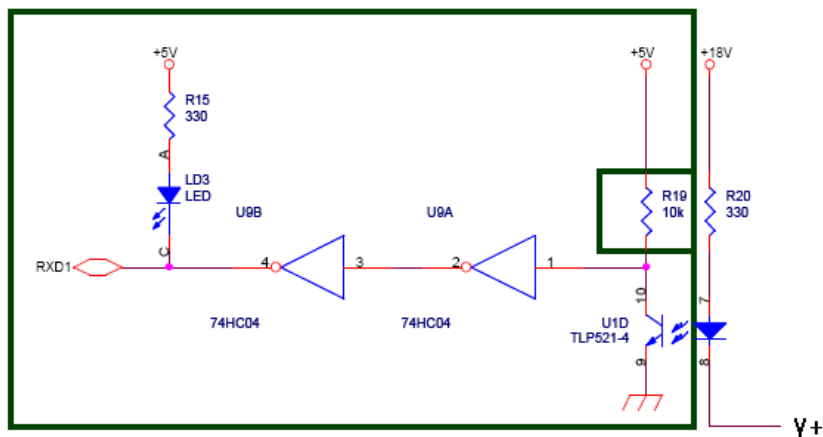 +5V
+5V
+18V
R15
330
A
LD3
LED
C
R19
10k
R20
330
U9B
U9A
RXD1
4
3
2
1
74HC04
74HC04
10
U1D
TLP521-4
9
7
8
V+